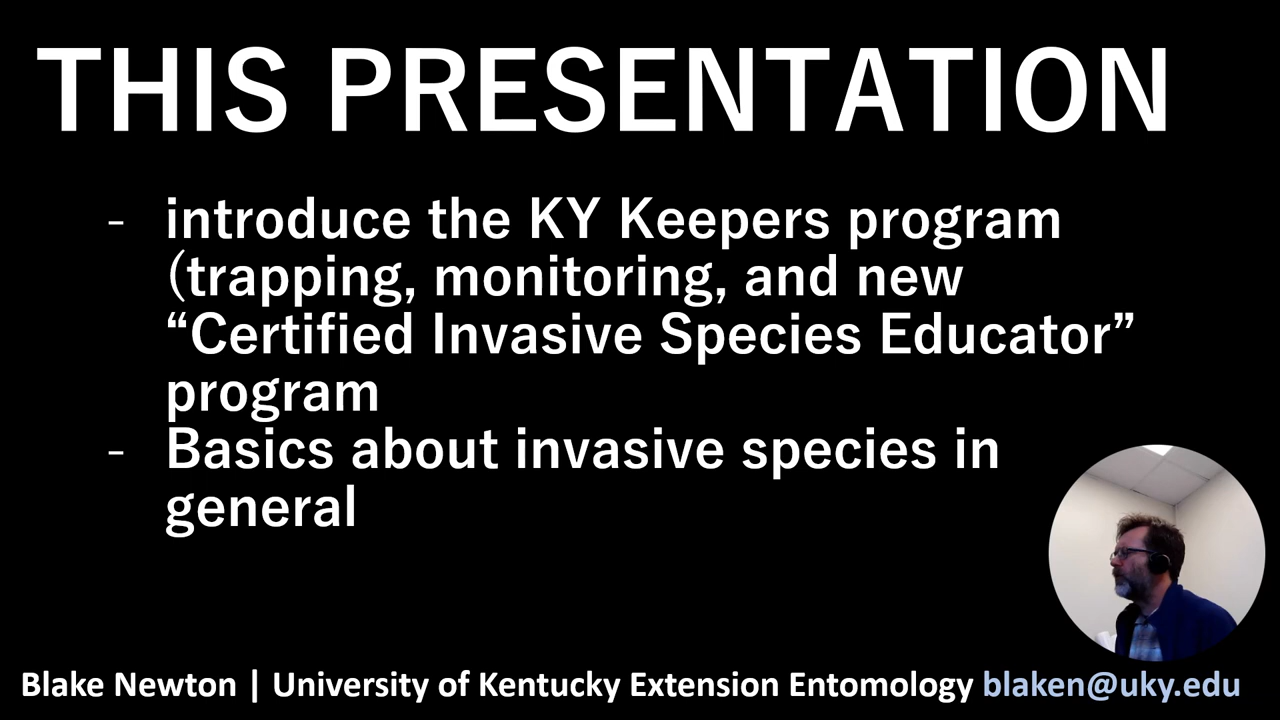 THIS PRESENTATION
- introduce the KY Keepers program
(trapping, monitoring, and new
“Certified Invasive Species Educator”
program
- Basics about invasive species in
general
Blake Newton | University of Kentucky Extension Entomology blaken@uky.edu